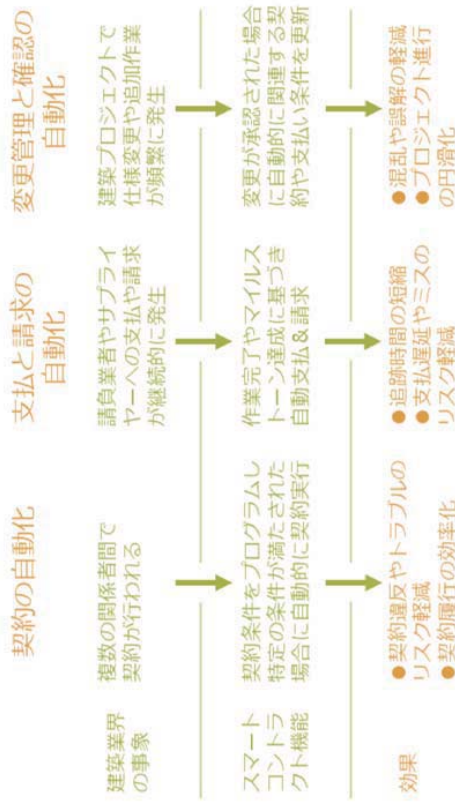 契約の自動化
支払と請求の
自動化
変更管理と確認の
自動化
建築業界
の事象
複数の関係者間で
契約が行われる
請負業者やサプライ
ヤーへの支払や請求
が継続的に発生
建築プロジェクトで
仕様変更や追加作業
が頻繁に発生
スマート
コントラ
クト機能
契約条件をプログラムし
特定の条件が満たされた
場合に自動的に契約実行
作業完了やマイルス
トーン達成に基づき
自動支払&請求
変更が承認された場合
に自動的に関連する契
約や支払い条件を更新
効果
●契約違反やトラブルの
リスク軽減
●契約履行の効率化
●追跡時間の短縮
●支払遅延やミスの
リスク軽減
●混乱や誤解の軽減
●プロジェクト進行
の円滑化